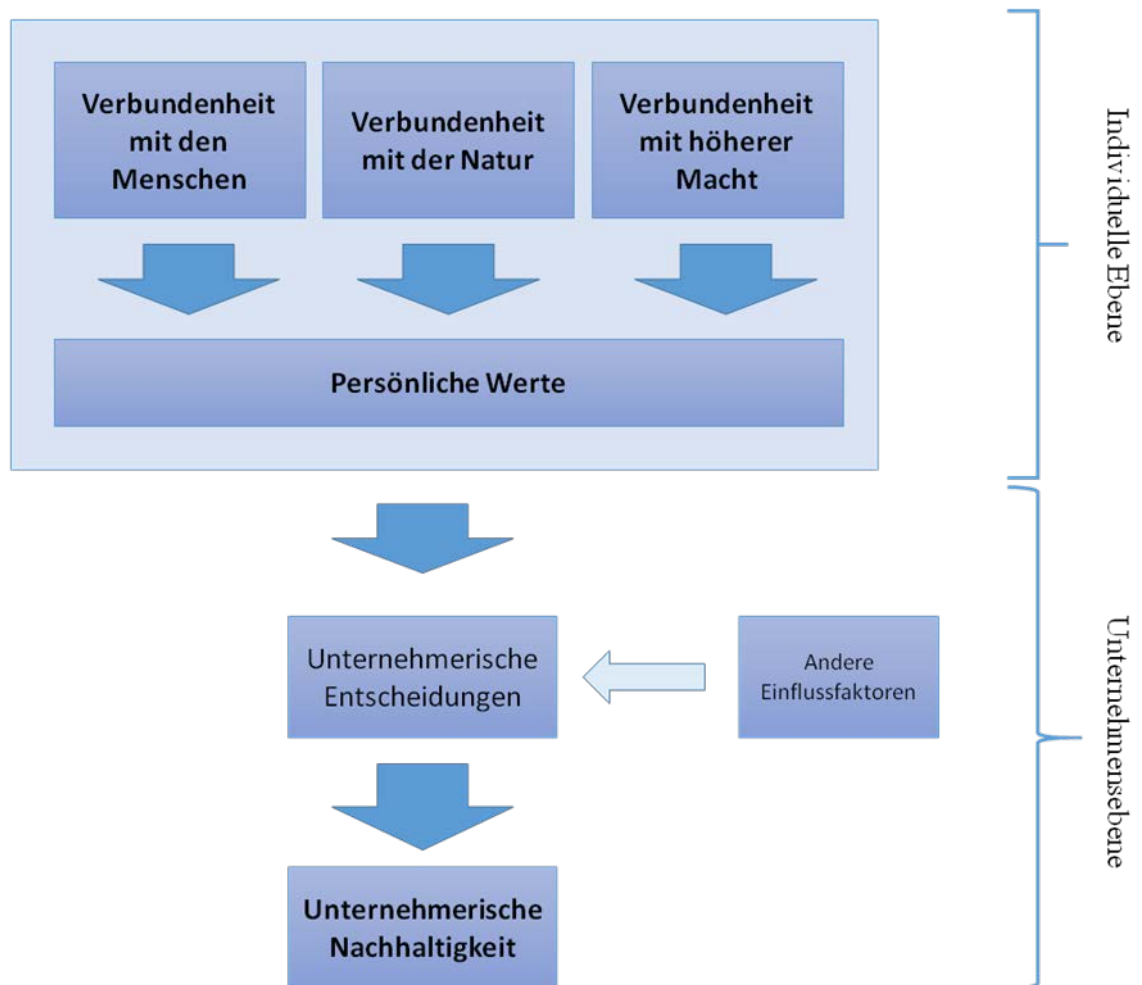 Verbundenheit
mit den
Menschen
Verbundenheit
mit der Natur
Verbundenheit
mit höherer
Macht
Persönliche Werte
Individuelle Ebene
Unternehmerische
Entscheidungen
Andere
Einflussfaktoren
Unternehmerische
Nachhaltigkeit
Unternehmensebene